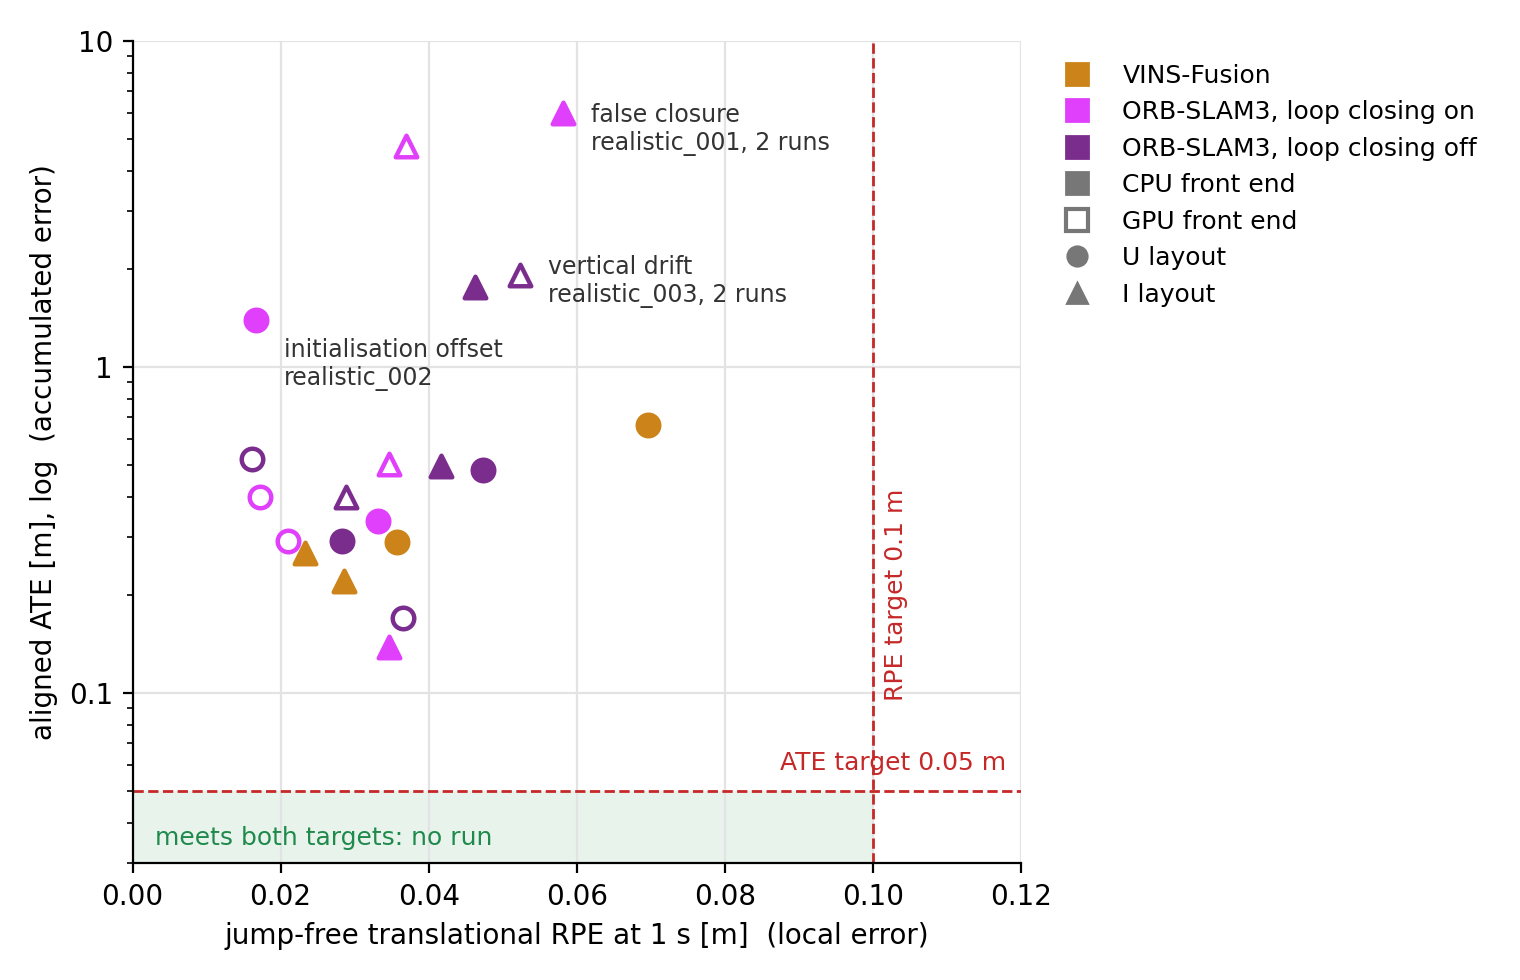 10
1
0.1
aligned ATE [m], log  (accumulated error)
false closure
realistic_001, 2 runs
vertical drift
realistic_003, 2 runs
initialisation offset
realistic_002
RPE target 0.1 m
ATE target 0.05 m
meets both targets: no run
0.00 0.02 0.04 0.06 0.08 0.10 0.12
jump-free translational RPE at 1 s [m]  (local error)
VINS-Fusion
ORB-SLAM3, loop closing on
ORB-SLAM3, loop closing off
CPU front end
GPU front end
U layout
I layout